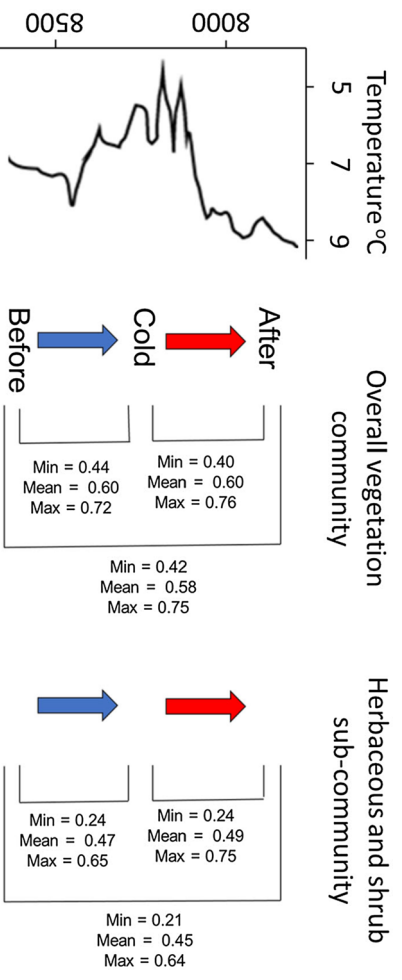 8500
8000
Temperature ºC
5
7
9
Before
Cold
After
Overall vegetation
community
Min = 0.44
Mean = 0.60
Max = 0.72
Min = 0.40
Mean = 0.60
Max = 0.76
Min = 0.42
Mean = 0.58
Max = 0.75
Herbaceous and shrub
sub-community
Min = 0.24
Mean = 0.47
Max = 0.65
Min = 0.24
Mean = 0.49
Max = 0.75
Min = 0.21
Mean = 0.45
Max = 0.64